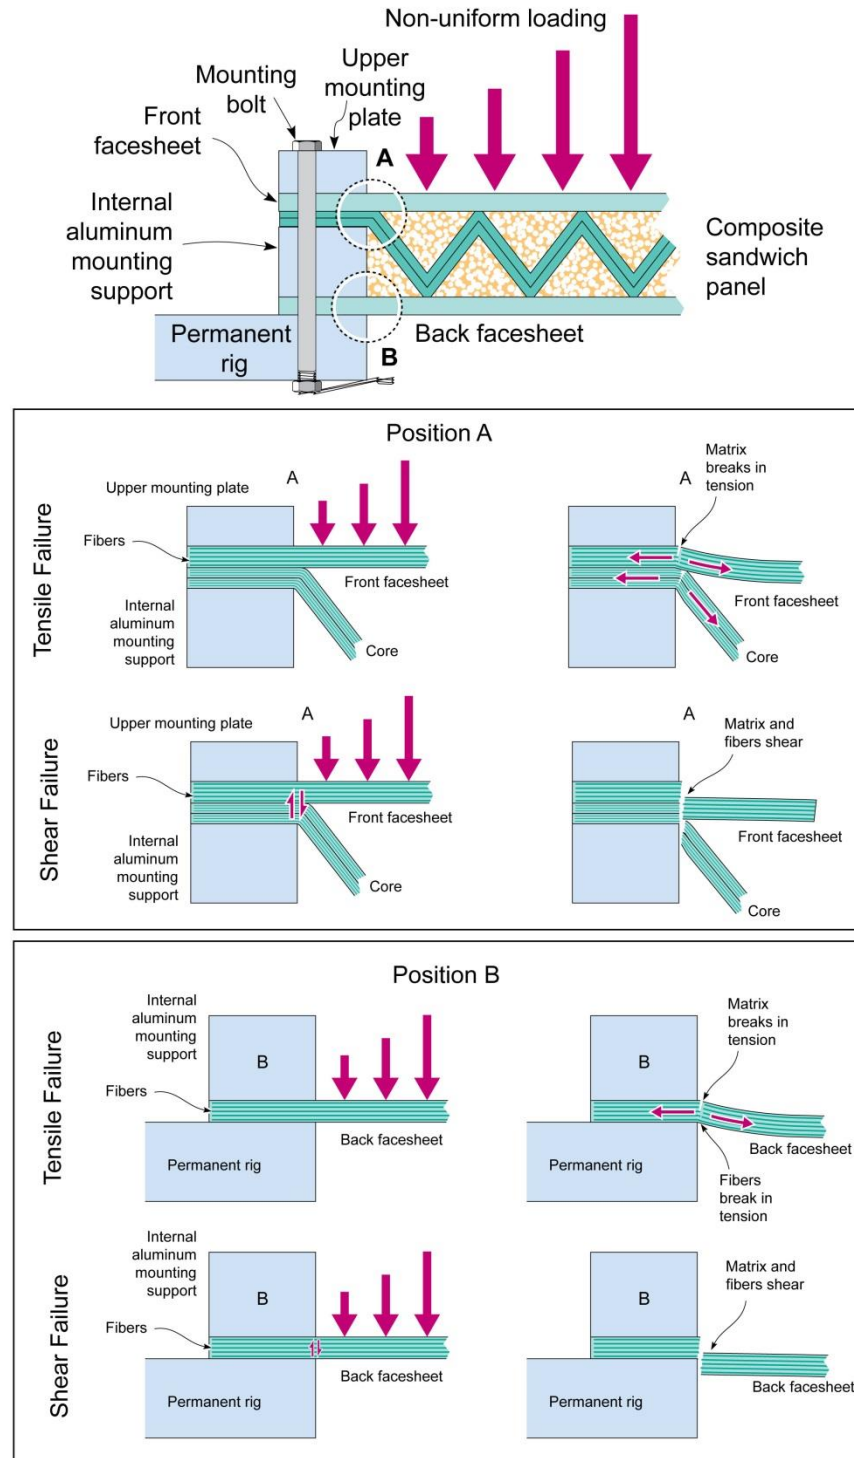 Non-uniform loading
Mounting
bolt
Upper
mounting
plate
Front
facesheet
A
Internal
aluminum
mounting
support
Composite
sandwich
panel
Permanent
rig
B
Back facesheet
Position A
Tensile Failure
Upper mounting plate
A
Fibers
Front facesheet
Internal
aluminum
mounting
support
Core
Matrix
breaks in
tension
A
Front facesheet
Core
Shear Failure
Upper mounting plate
A
Fibers
Front facesheet
Internal
aluminum
mounting
support
Core
A
Matrix and
fibers shear
Front facesheet
Core
Position B
Tensile Failure
Internal
aluminum
mounting
support
B
Fibers
Back facesheet
Permanent rig
Matrix
breaks in
tension
B
Back facesheet
Permanent rig
Fibers
break in
tension
Shear Failure
Internal
aluminum
mounting
support
B
Fibers
Back facesheet
Permanent rig
B
Matrix and
fibers shear
Back facesheet
Permanent rig